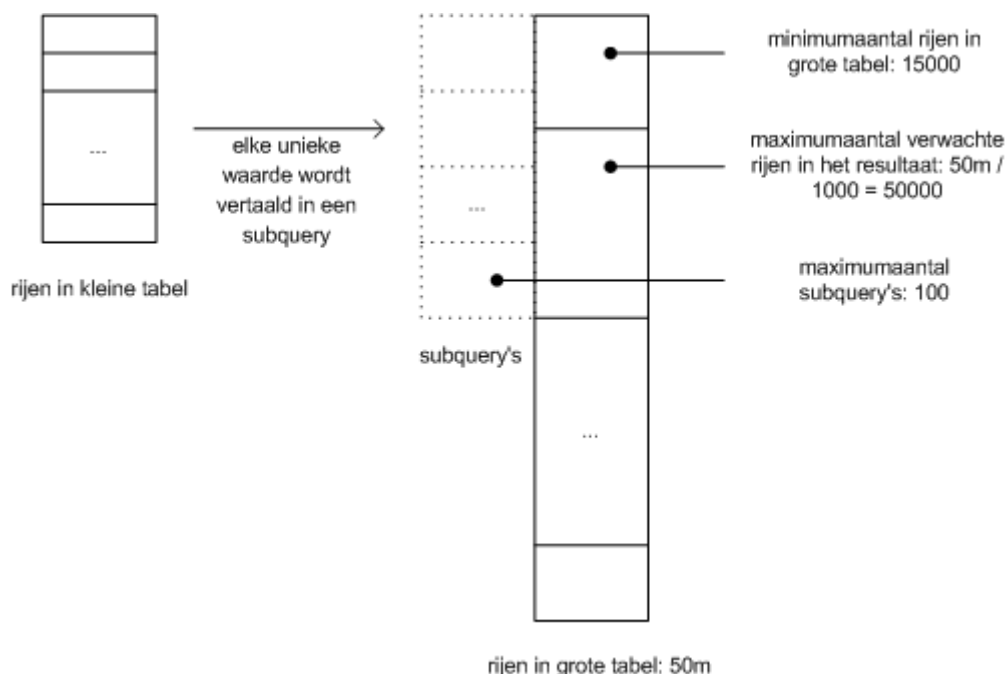 ...
rijen in kleine tabel
elke unieke
waarde wordt
vertaald in een
subquery
...
subquery's
minimumaantal rijen in
grote tabel: 15000
maximumaantal verwachte
rijen in het resultaat: 50m /
1000 = 50000
maximumaantal
subquery's: 100
...
rijen in grote tabel: 50m